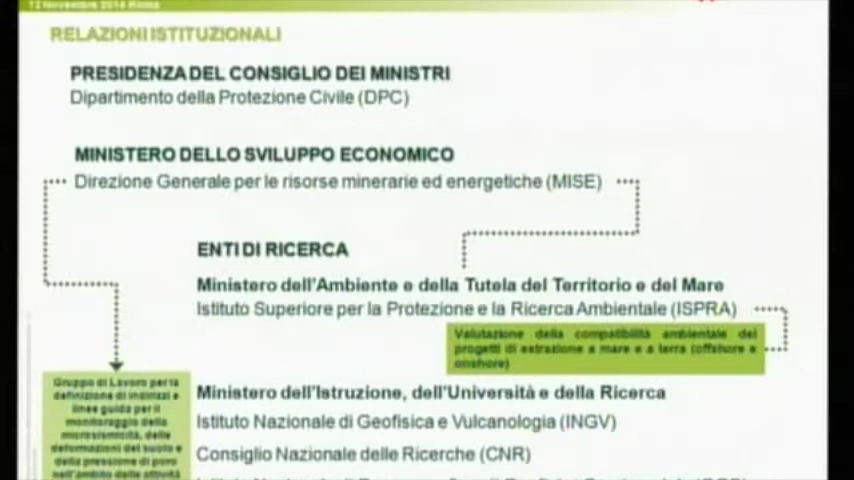 12 Novembre 2014 Roma
RELAZIONI ISTITUZIONALI
PRESIDENZA DEL CONSIGLIO DEI MINISTRI
Dipartimento della Protezione Civile (DPC)
MINISTERO DELLO SVILUPPO ECONOMICO
Direzione Generale per le risorse minerarie ed energetiche (MISE)
ENTI DI RICERCA
Ministero dell'Ambiente e della Tutela del Territorio e del Mare
Istituto Superiore per la Protezione e la Ricerca Ambientale (ISPRA)
Valutazione della compatibilità ambientale dei
progetti di estrazione a mare e a terra (offshore e
onshore)
Gruppo di Lavoro per la
definizione di indirizzi e
linee guida per il
monitoraggio della
microsismicità, delle
deformazioni del suolo e
della pressione di poro
nell'ambito delle attività
Ministero dell'Istruzione, dell'Università e della Ricerca
Istituto Nazionale di Geofisica e Vulcanologia (INGV)
Consiglio Nazionale delle Ricerche (CNR)